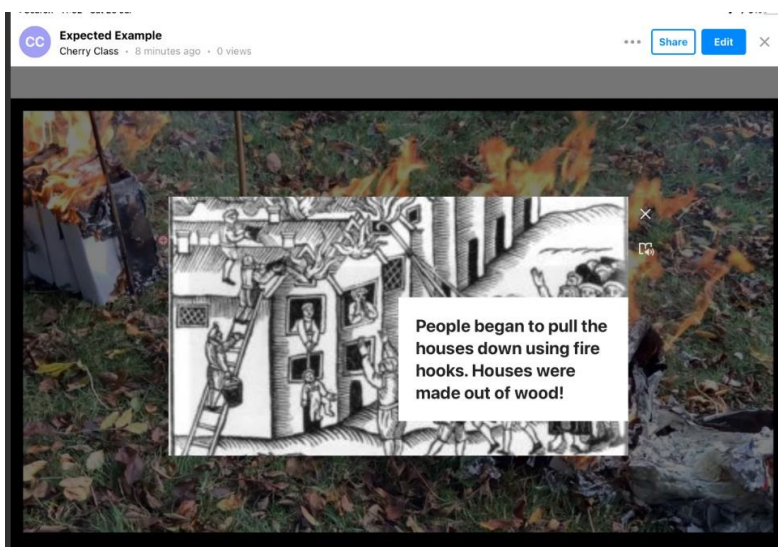 CC
Expected Example
Cherry Class • 8 minutes ago • 0 views
Share
Edit
People began to pull the
houses down using fire
hooks. Houses were
made out of wood!